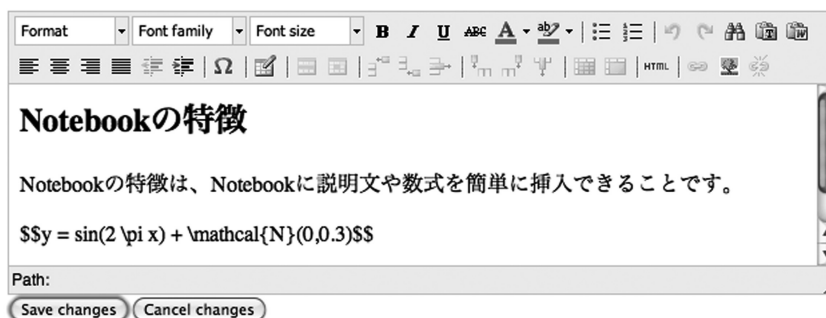 Format Font family Font size B I U ABC A ab
Ω HTML
Notebookの特徴
Notebookの特徴は、Notebookに説明文や数式を簡単に挿入できることです。
$$y = sin(2 \pi x) + \mathcal{N}(0,0.3)$$
Path:
Save changes Cancel changes